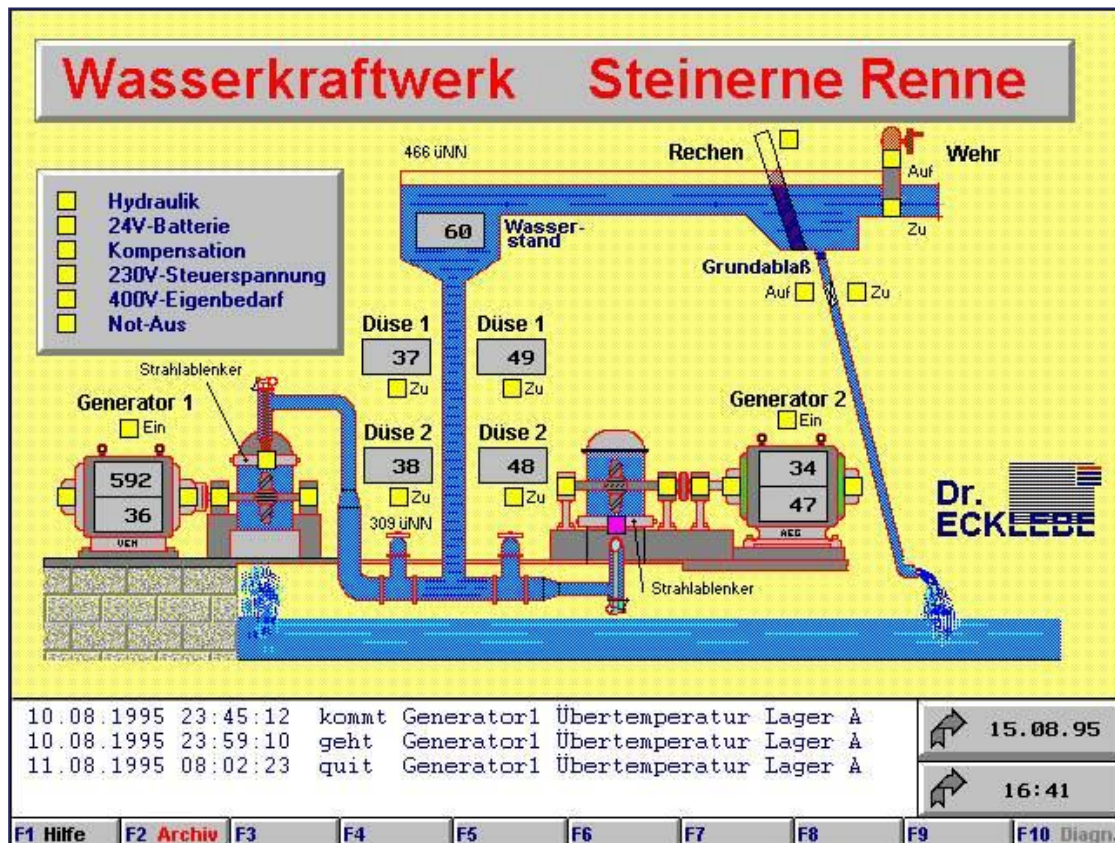 Wasserkraftwerk Steinerne Renne
466 üNN
Rechen
Wehr
Auf
Zu
Hydraulik
24V-Batterie
Kompensation
230V-Steuerspannung
400V-Eigenbedarf
Not-Aus
60
Wasser-
stand
Grundablaß
Auf
Zu
Düse 1
37
Zu
Düse 1
49
Zu
Strahlablenker
Generator 1
Ein
Generator 2
Ein
Düse 2
38
Zu
Düse 2
48
Zu
592
36
VEM
34
47
AEG
309 üNN
Dr.
ECKLEBE
Strahlablenker
10.08.1995 23:45:12 kommt Generator1 Übertemperatur Lager A
10.08.1995 23:59:10 geht Generator1 Übertemperatur Lager A
11.08.1995 08:02:23 quit Generator1 Übertemperatur Lager A
15.08.95
16:41
F1 Hilfe F2 Archiv F3 F4 F5 F6 F7 F8 F9 F10 Diagn.